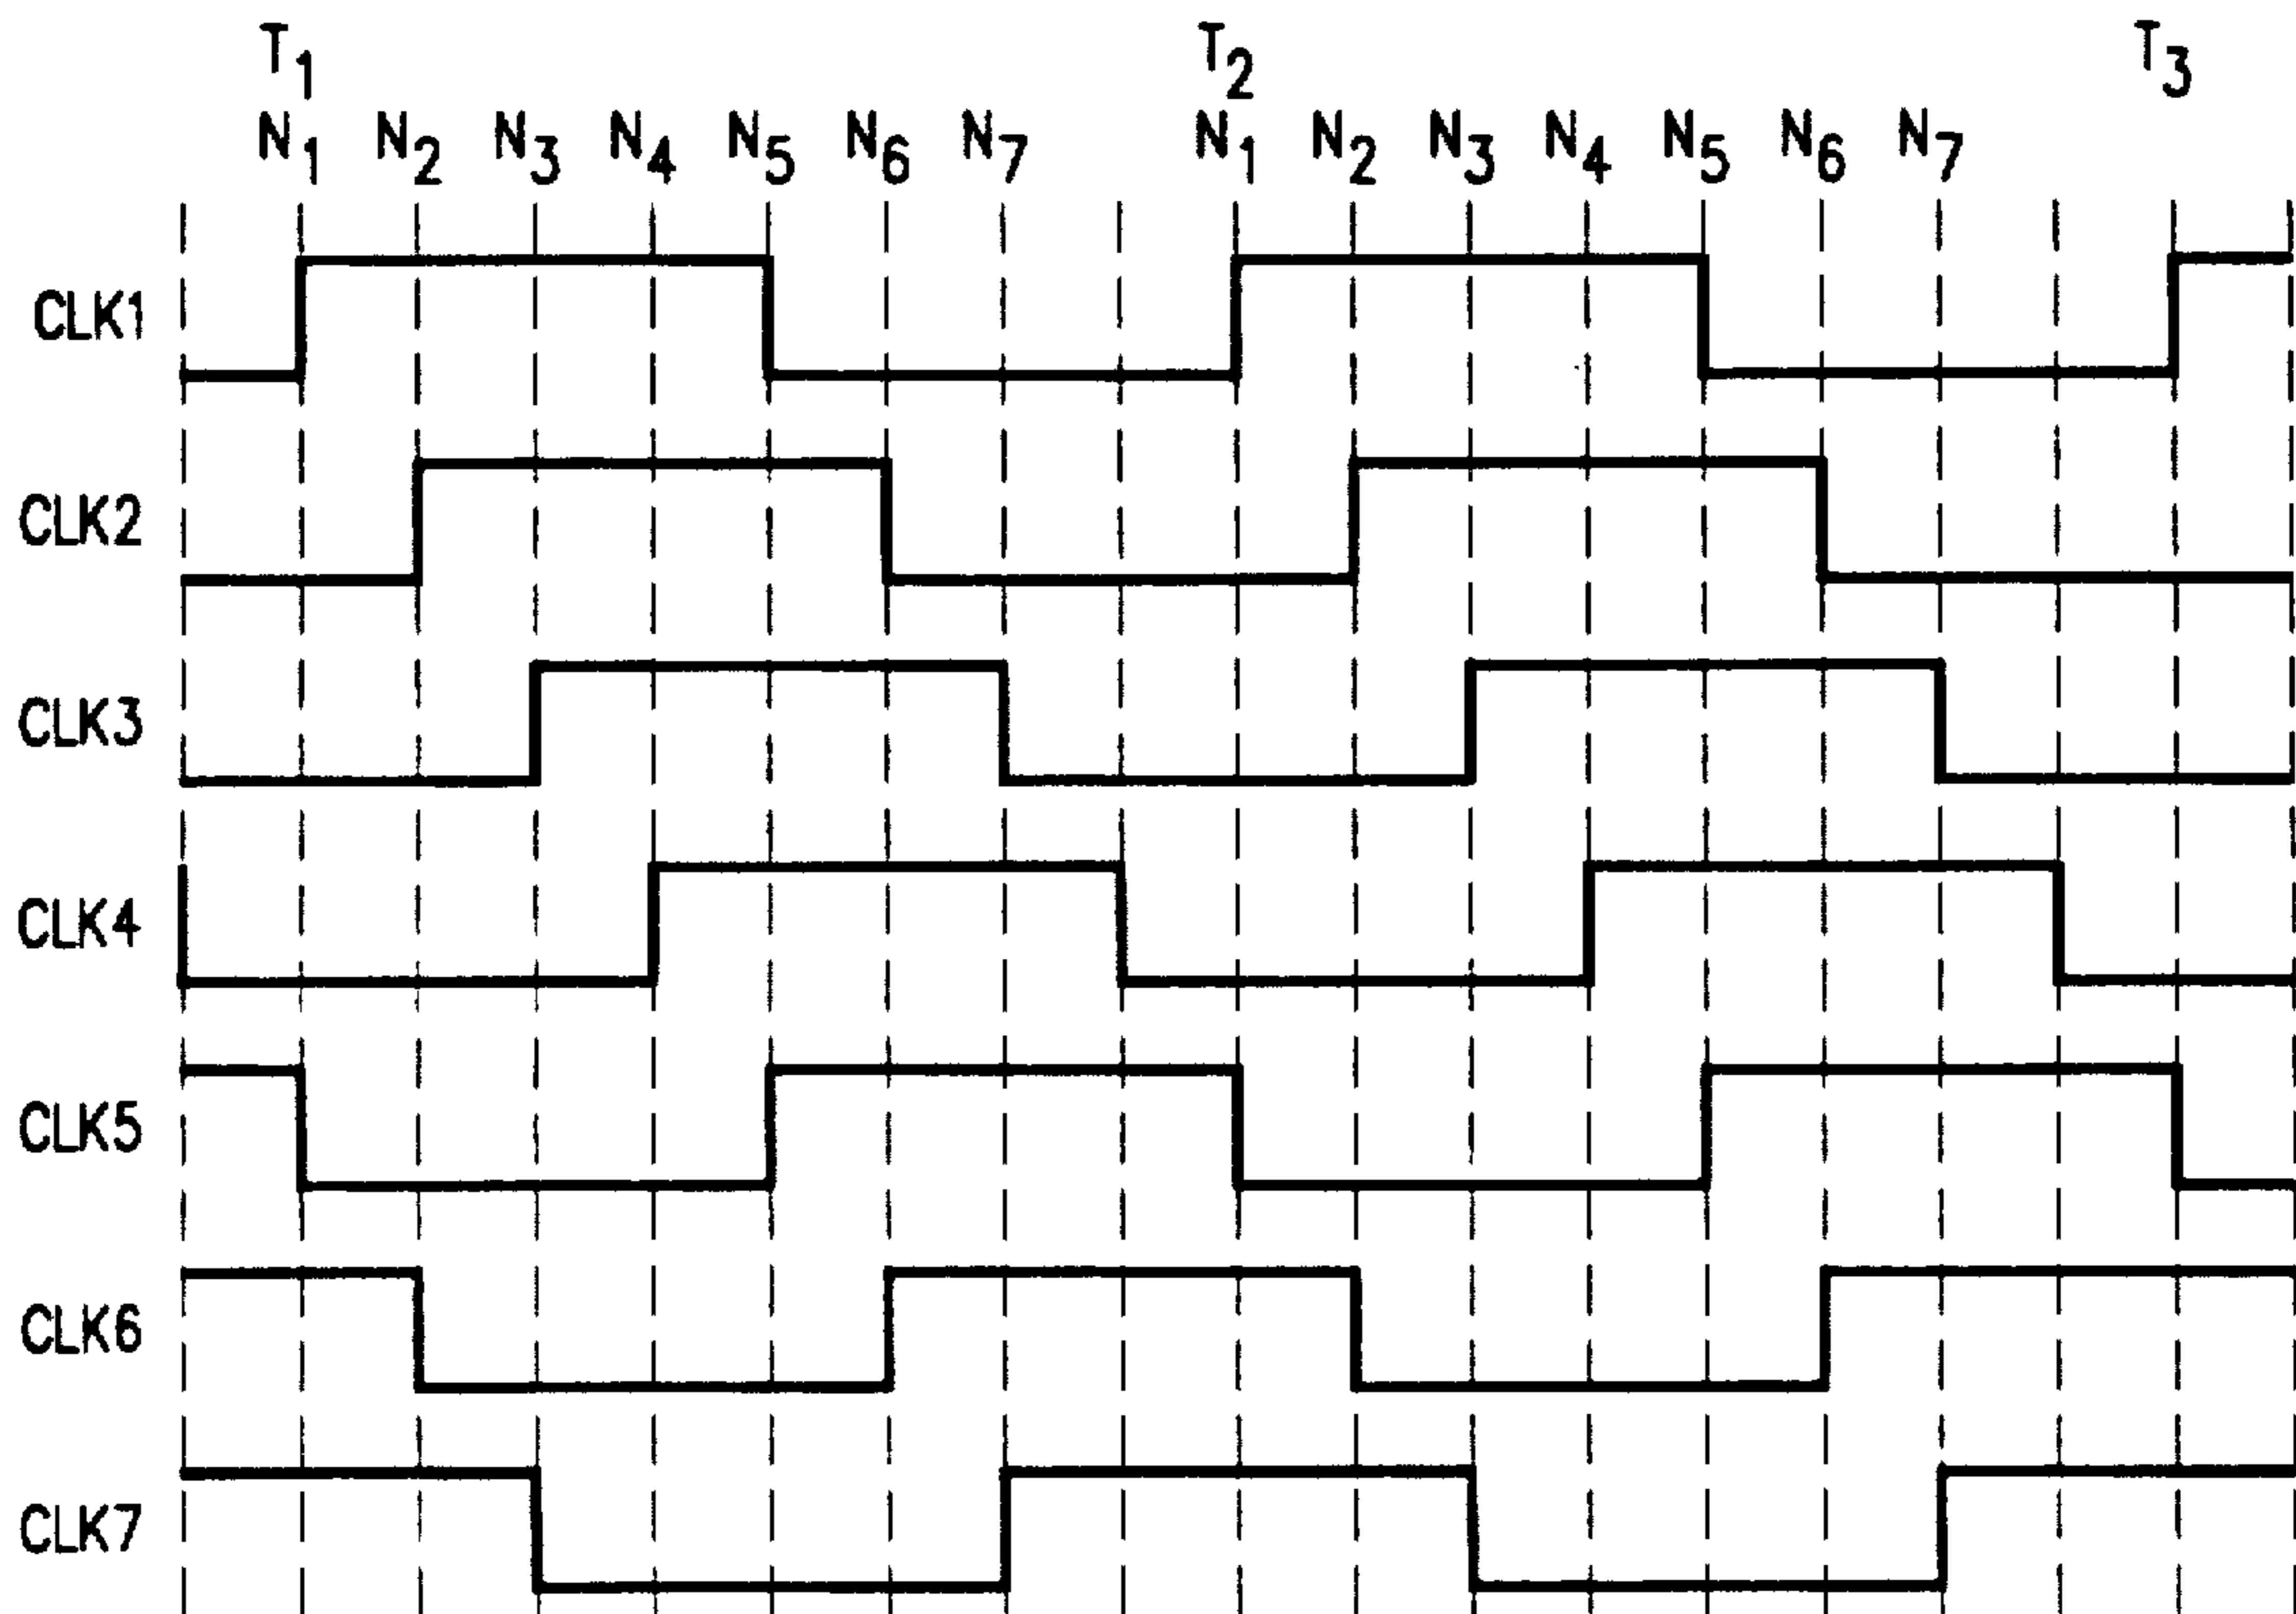 T1 T2 T3
N1 N2 N3 N4 N5 N6 N7 N1 N2 N3 N4 N5 N6 N7
CLK1
CLK2
CLK3
CLK4
CLK5
CLK6
CLK7